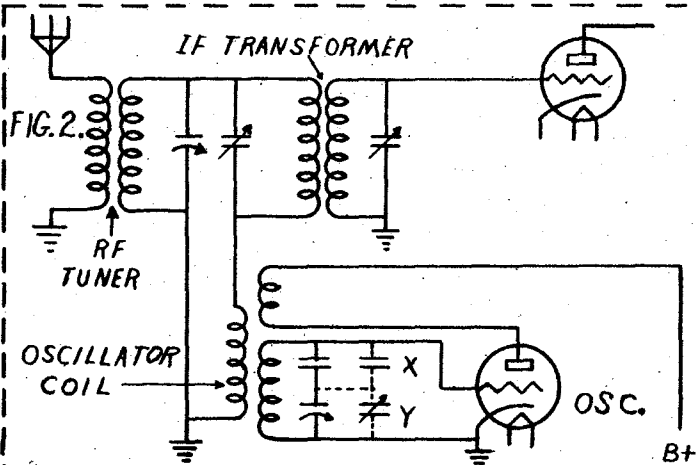 IF TRANSFORMER
FIG. 2.
RF
TUNER
OSCILLATOR
COIL
X
Y
OSC.
B+